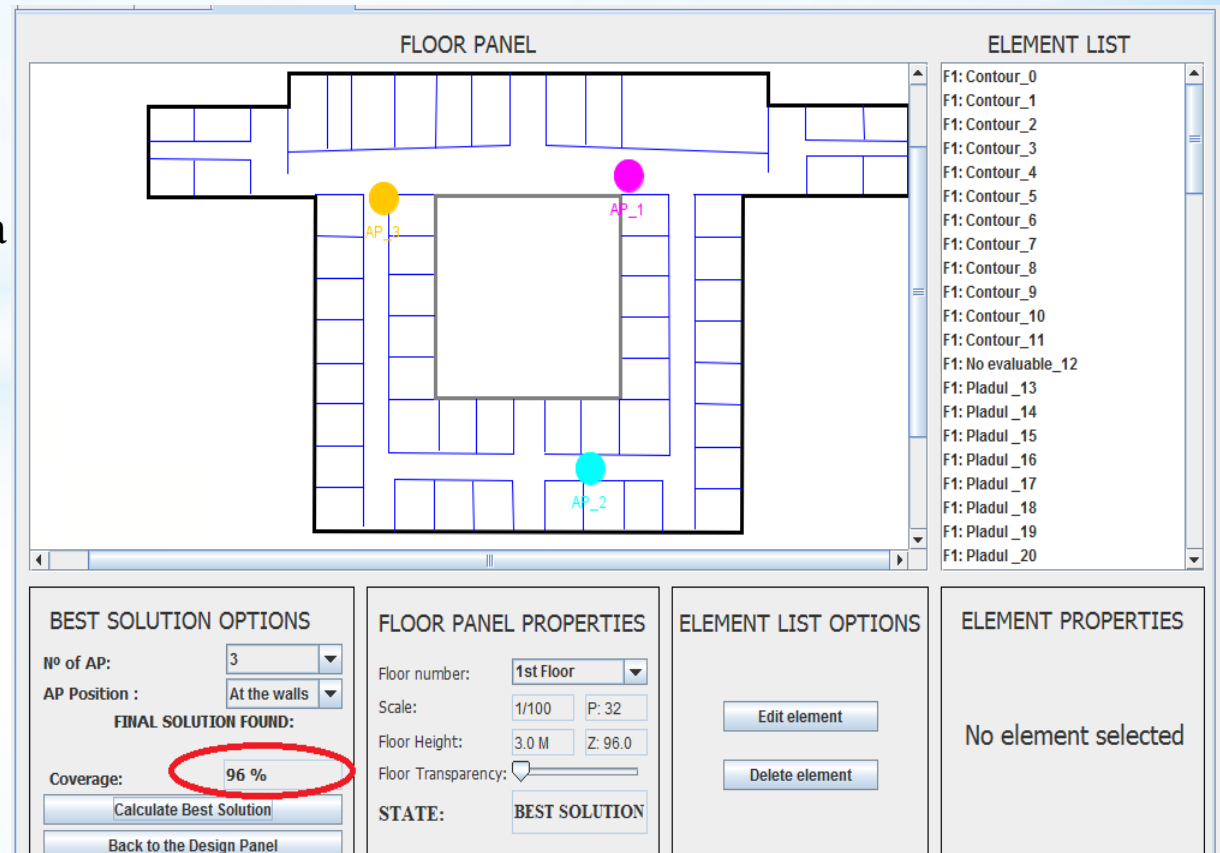 a
FLOOR PANEL
ELEMENT LIST
AP_1
AP_3
AP_2
F1: Contour_0
F1: Contour_1
F1: Contour_2
F1: Contour_3
F1: Contour_4
F1: Contour_5
F1: Contour_6
F1: Contour_7
F1: Contour_8
F1: Contour_9
F1: Contour_10
F1: Contour_11
F1: No evaluable_12
F1: Pladul _13
F1: Pladul _14
F1: Pladul _15
F1: Pladul _16
F1: Pladul _17
F1: Pladul _18
F1: Pladul _19
F1: Pladul _20
BEST SOLUTION OPTIONS
Nº of AP: 3
AP Position : At the walls
FINAL SOLUTION FOUND:
Coverage: 96 %
Calculate Best Solution
Back to the Design Panel
FLOOR PANEL PROPERTIES
Floor number: 1st Floor
Scale: 1/100 P: 32
Floor Height: 3.0 M Z: 96.0
Floor Transparency:
STATE: BEST SOLUTION
ELEMENT LIST OPTIONS
Edit element
Delete element
ELEMENT PROPERTIES
No element selected